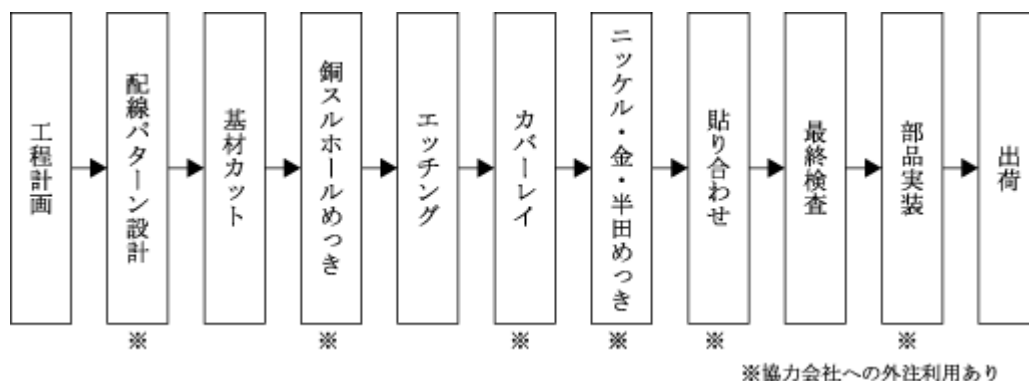 工程計画
配線パターン設計
基材カット
銅スルホールめっき
エッチング
カバーレイ
ニッケル・金・半田めっき
貼り合わせ
最終検査
部品実装
出荷
※
※
※
※
※
※
※協力会社への外注利用あり